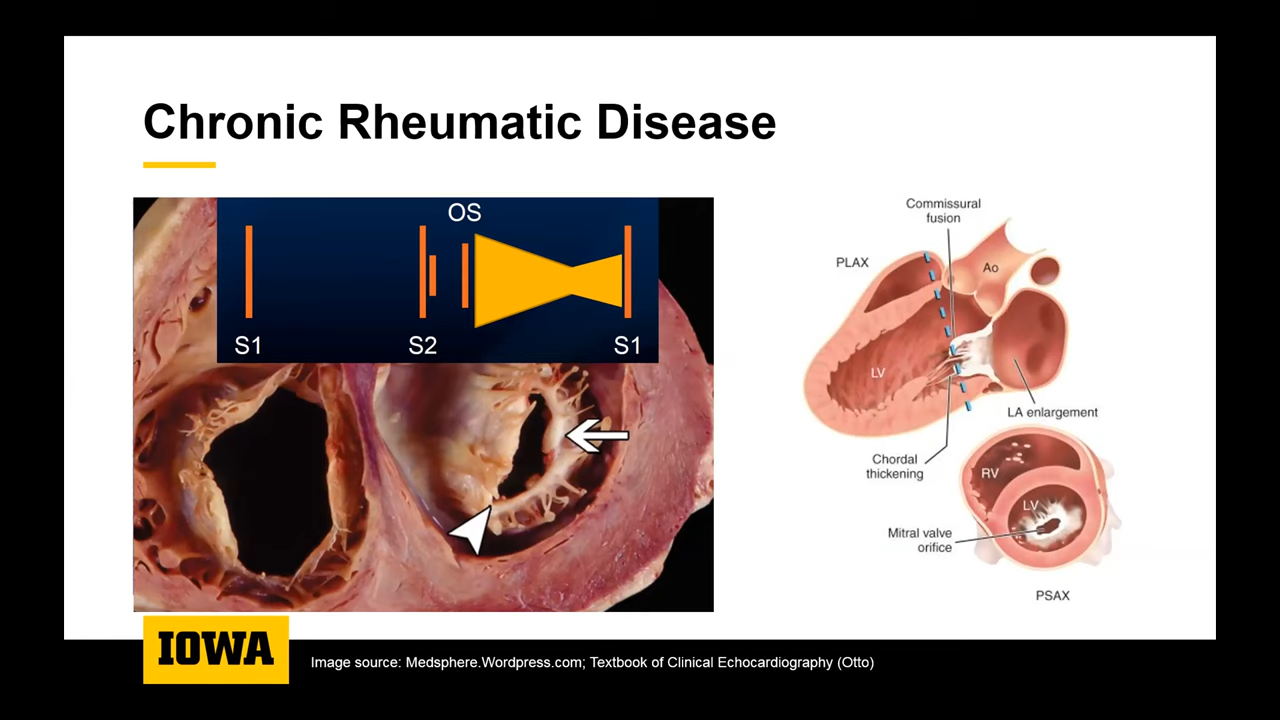 Chronic Rheumatic Disease
OS
S1
S2
S1
Commissural
fusion
PLAX
Ao
LV
LA enlargement
Chordal
thickening
RV
LV
Mitral valve
orifice
PSAX
IOWA
Image source: Medsphere.Wordpress.com; Textbook of Clinical Echocardiography (Otto)